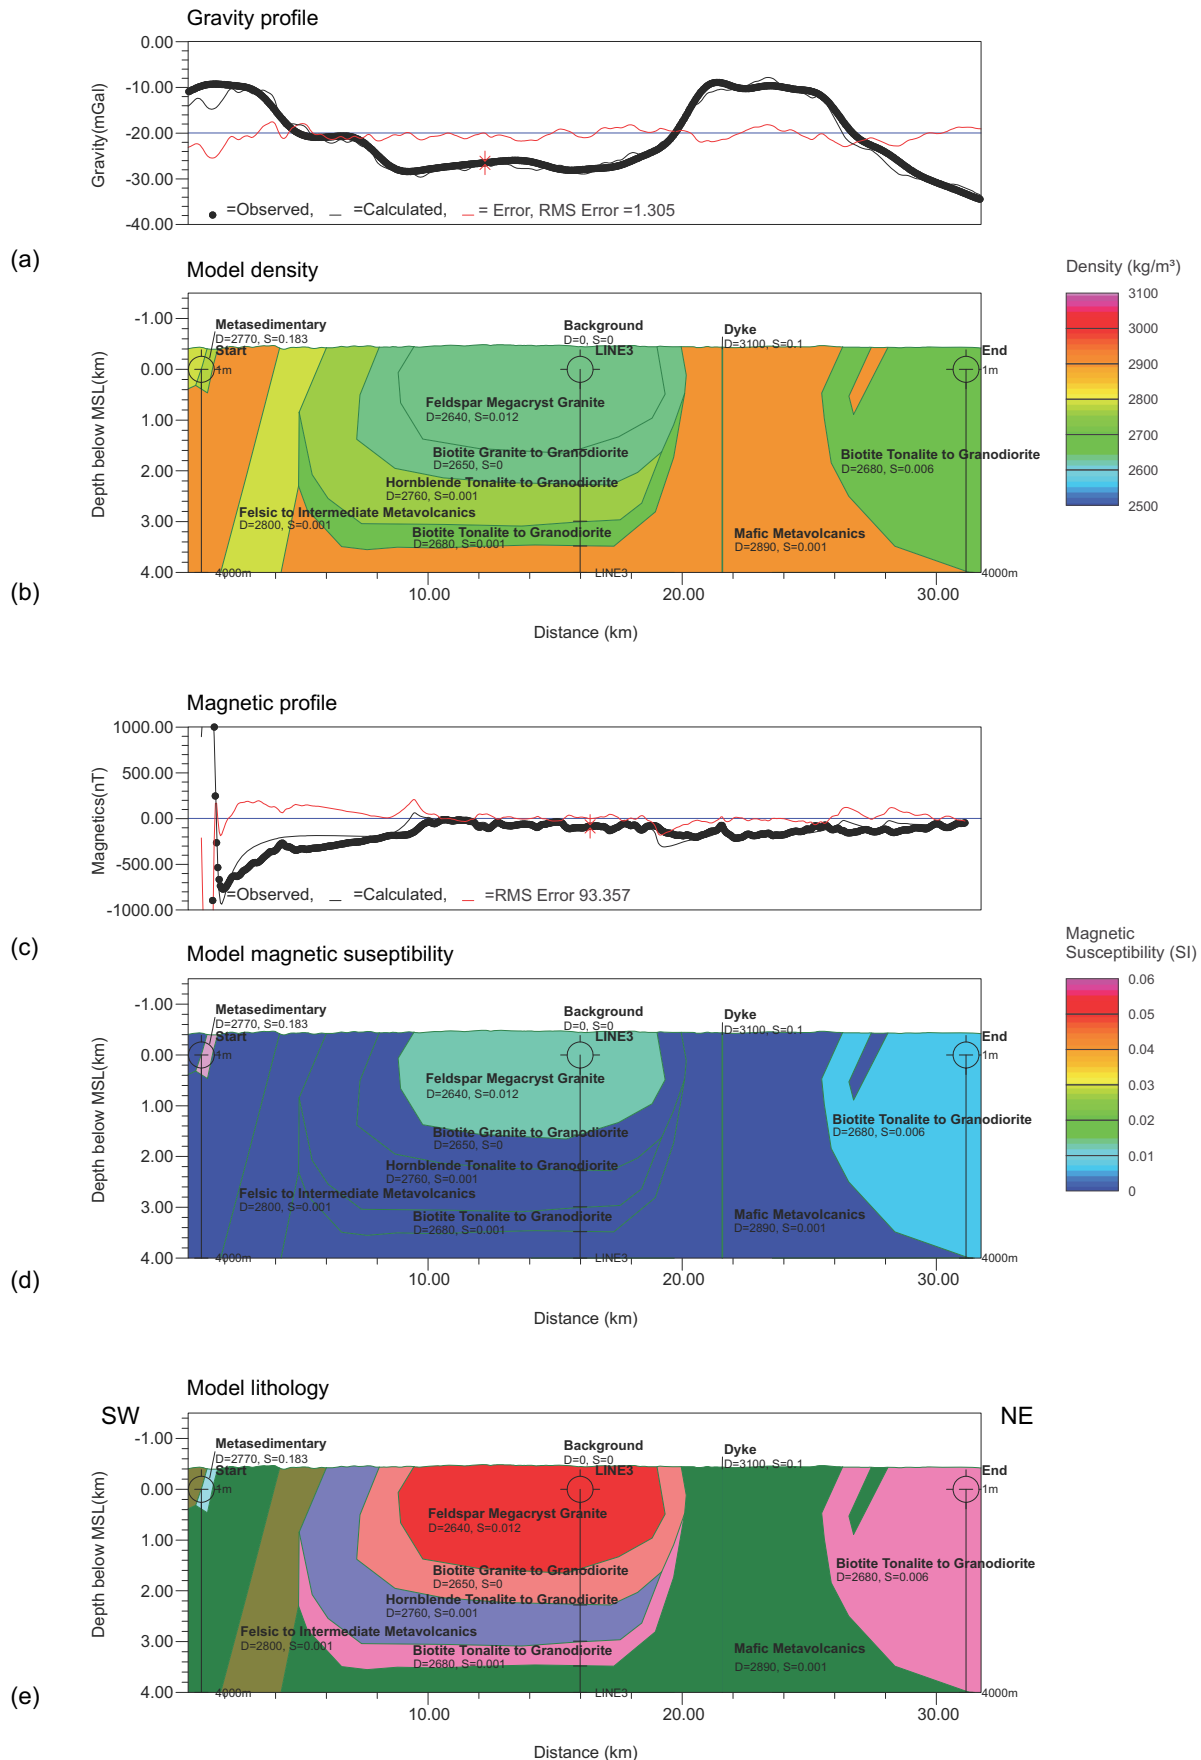 Gravity profile
0.00
-10.00
-20.00
-30.00
-40.00
Gravity(mGal)
=Observed, =Calculated, = Error, RMS Error =1.305
(a)
Model density
Density (kg/m³)
3100
3000
2900
2800
2700
2600
2500
-1.00
0.00
1.00
2.00
3.00
4.00
Depth below MSL(km)
Metasedimentary
D=2770, S=0.183
Start
1m
Background
D=0, S=0
LINE3
Dyke
D=3100, S=0.1
End
1m
Feldspar Megacryst Granite
D=2640, S=0.012
Biotite Granite to Granodiorite
D=2650, S=0
Biotite Tonalite to Granodiorite
D=2680, S=0.006
Hornblende Tonalite to Granodiorite
D=2760, S=0.001
Felsic to Intermediate Metavolcanics
D=2800, S=0.001
Biotite Tonalite to Granodiorite
D=2680, S=0.001
Mafic Metavolcanics
D=2890, S=0.001
4000m
LINE3
4000m
(b)
10.00
20.00
30.00
Distance (km)
Magnetic profile
1000.00
500.00
0.00
-500.00
-1000.00
Magnetics(nT)
=Observed, =Calculated, =RMS Error 93.357
(c)
Model magnetic suseptibility
Magnetic
Susceptibility (SI)
0.06
0.05
0.04
0.03
0.02
0.01
0
-1.00
0.00
1.00
2.00
3.00
4.00
Depth below MSL(km)
Metasedimentary
D=2770, S=0.183
Start
1m
Background
D=0, S=0
LINE3
Dyke
D=3100, S=0.1
End
1m
Feldspar Megacryst Granite
D=2640, S=0.012
Biotite Granite to Granodiorite
D=2650, S=0
Biotite Tonalite to Granodiorite
D=2680, S=0.006
Hornblende Tonalite to Granodiorite
D=2760, S=0.001
Felsic to Intermediate Metavolcanics
D=2800, S=0.001
Biotite Tonalite to Granodiorite
D=2680, S=0.001
Mafic Metavolcanics
D=2890, S=0.001
4000m
LINE3
4000m
(d)
10.00
20.00
30.00
Distance (km)
Model lithology
SW
NE
-1.00
0.00
1.00
2.00
3.00
4.00
Depth below MSL(km)
Metasedimentary
D=2770, S=0.183
Start
1m
Background
D=0, S=0
LINE3
Dyke
D=3100, S=0.1
End
1m
Feldspar Megacryst Granite
D=2640, S=0.012
Biotite Granite to Granodiorite
D=2650, S=0
Biotite Tonalite to Granodiorite
D=2680, S=0.006
Hornblende Tonalite to Granodiorite
D=2760, S=0.001
Felsic to Intermediate Metavolcanics
D=2800, S=0.001
Biotite Tonalite to Granodiorite
D=2680, S=0.001
Mafic Metavolcanics
D=2890, S=0.001
4000m
LINE3
4000m
(e)
10.00
20.00
30.00
Distance (km)